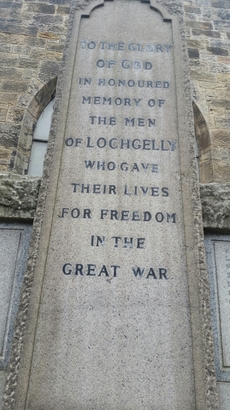 TO THE GLORY
OF GOD
IN HONOURED
MEMORY OF
THE MEN
OF LOCHGELLY
WHO GAVE
THEIR LIVES
FOR FREEDOM
IN THE
GREAT WAR